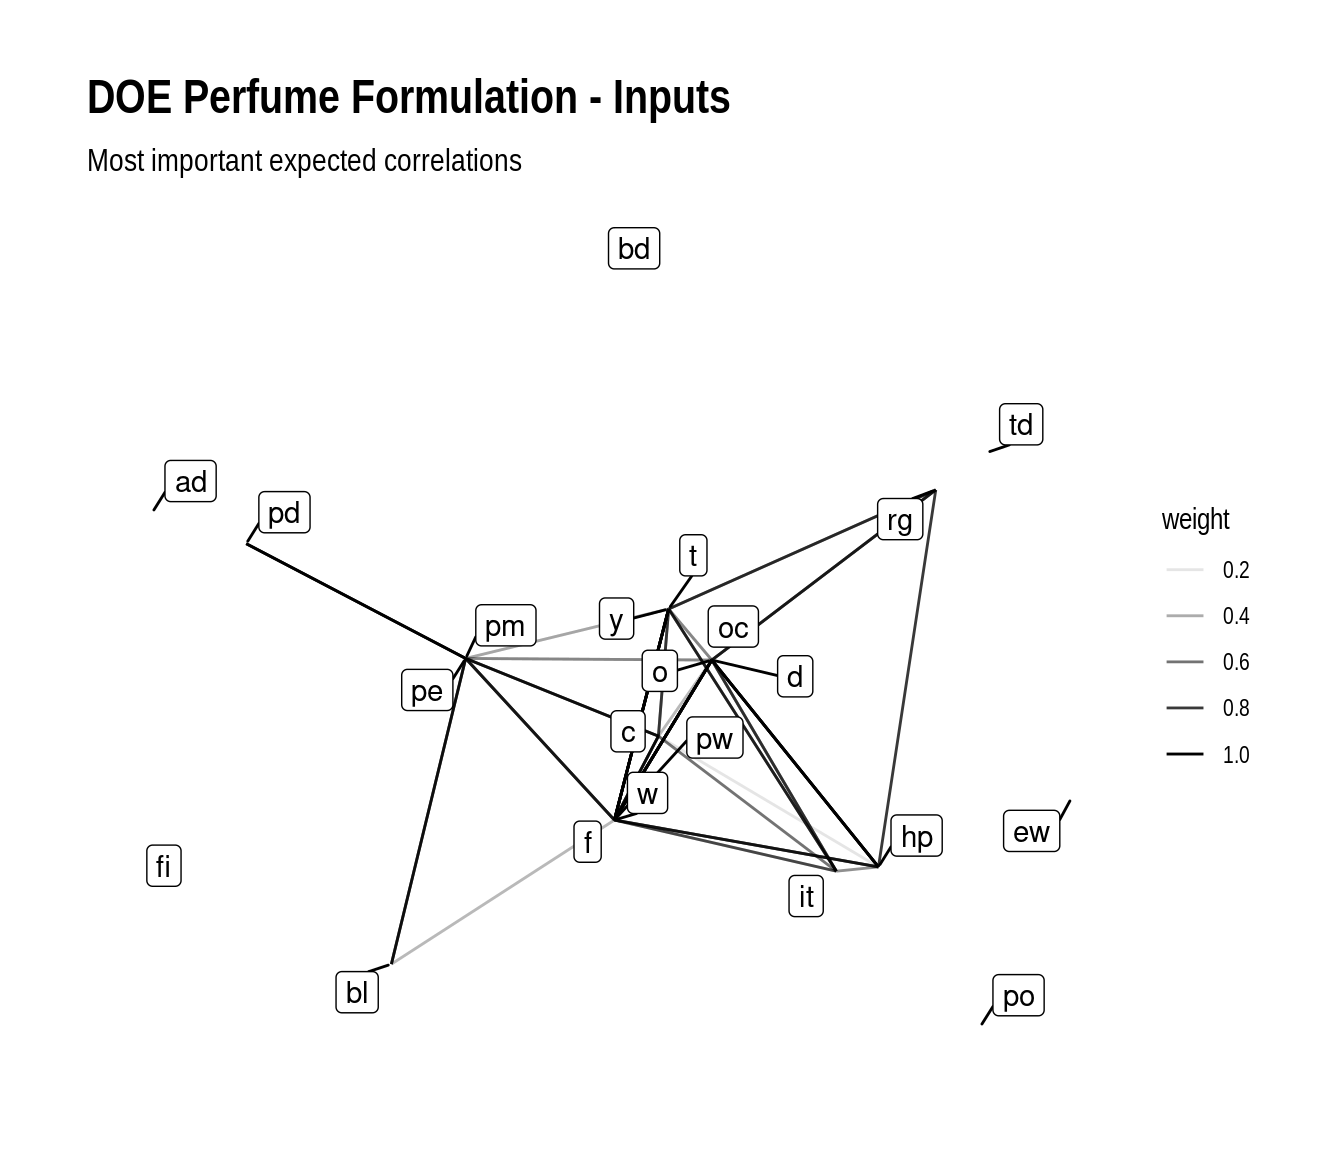 DOE Perfume Formulation - Inputs
Most important expected correlations
bd
td
ad
pd
rg
weight
t
0.2
y
pm
oc
0.4
o
d
0.6
pe
c
pw
0.8
w
1.0
f
hp
ew
fi
it
bl
po